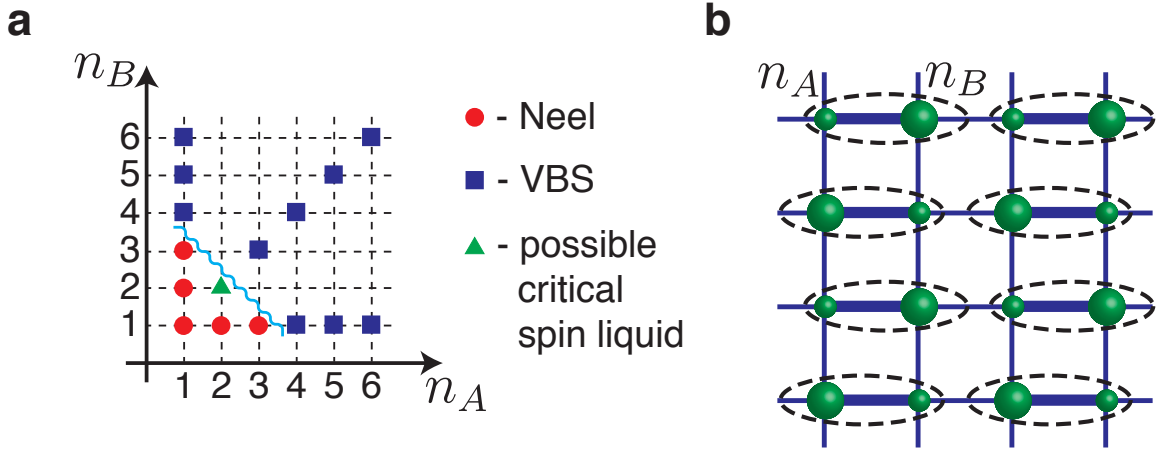 a
n_B
6
5
4
3
2
1
1 2 3 4 5 6
n_A
- Neel
- VBS
- possible
critical
spin liquid
b
n_A n_B